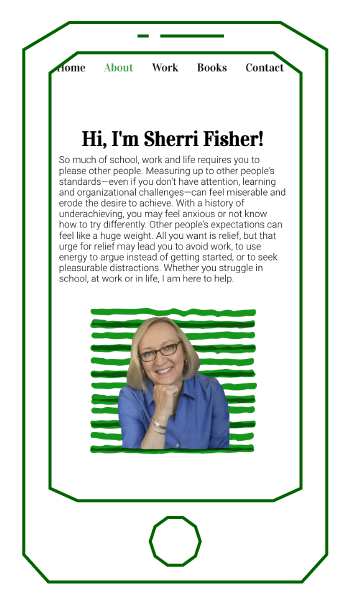 Home About Work Books Contact
Hi, I'm Sherri Fisher!
So much of school, work and life requires you to
please other people. Measuring up to other people's
standards—even if you don't have attention, learning
and organizational challenges—can feel miserable and
erode the desire to achieve. With a history of
underachieving, you may feel anxious or not know
how to try differently. Other people's expectations can
feel like a huge weight. All you want is relief, but that
urge for relief may lead you to avoid work, to use
energy to argue instead of getting started, or to seek
pleasurable distractions. Whether you struggle in
school, at work or in life, I am here to help.